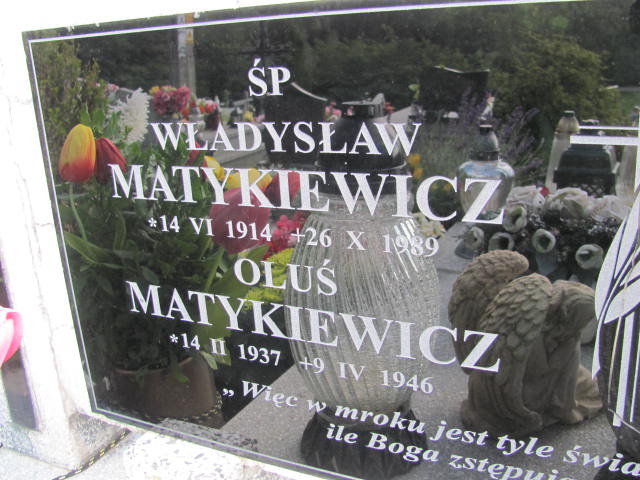 ŚP
WŁADYSŁAW
MATYKIEWICZ
*14 VI 1914 +26 X 1989
OLUŚ
MATYKIEWICZ
*14 II 1937 +9 IV 1946
„Więc w mroku jest tyle świa
ile Boga zstępuje